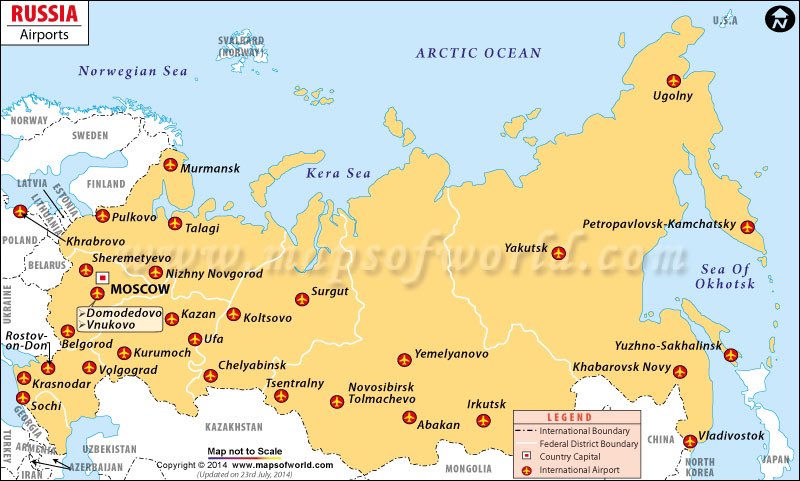 RUSSIA
Airports
SVALBARD
(NORWAY)
U.S.A
N
ARCTIC OCEAN
Norwegian Sea
Ugolny
NORWAY
SWEDEN
Murmansk
Kera Sea
FINLAND
LATVIA
ESTONIA
LITHUANIA
Pulkovo
Talagi
Petropavlovsk-Kamchatsky
POLAND
Khrabrovo
www.mapsofworld.com
Yakutsk
Sheremetyevo
BELARUS
Nizhny Novgorod
Sea Of
Okhotsk
MOSCOW
Surgut
UKRAINE
Domodedovo
Vnukovo
Kazan
Koltsovo
Rostov-
on-Don
Belgorod
Ufa
Yuzhno-Sakhalinsk
Kurumoch
Yemelyanovo
Volgograd
Chelyabinsk
Khabarovsk Novy
Krasnodar
Tsentralny
Novosibirsk
Tolmachevo
Irkutsk
Sochi
Abakan
GEORGIA
KAZAKHSTAN
LEGEND
International Boundary
Federal District Boundary
Country Capital
International Airport
CHINA
Vladivostok
TURKEY
ARMENIA
UZBEKISTAN
AZERBAIJAN
IRAN
MONGOLIA
NORTH
KOREA
JAPAN
Map not to Scale
Copyright © 2014 www.mapsofworld.com
(Updated on 23rd July, 2014)